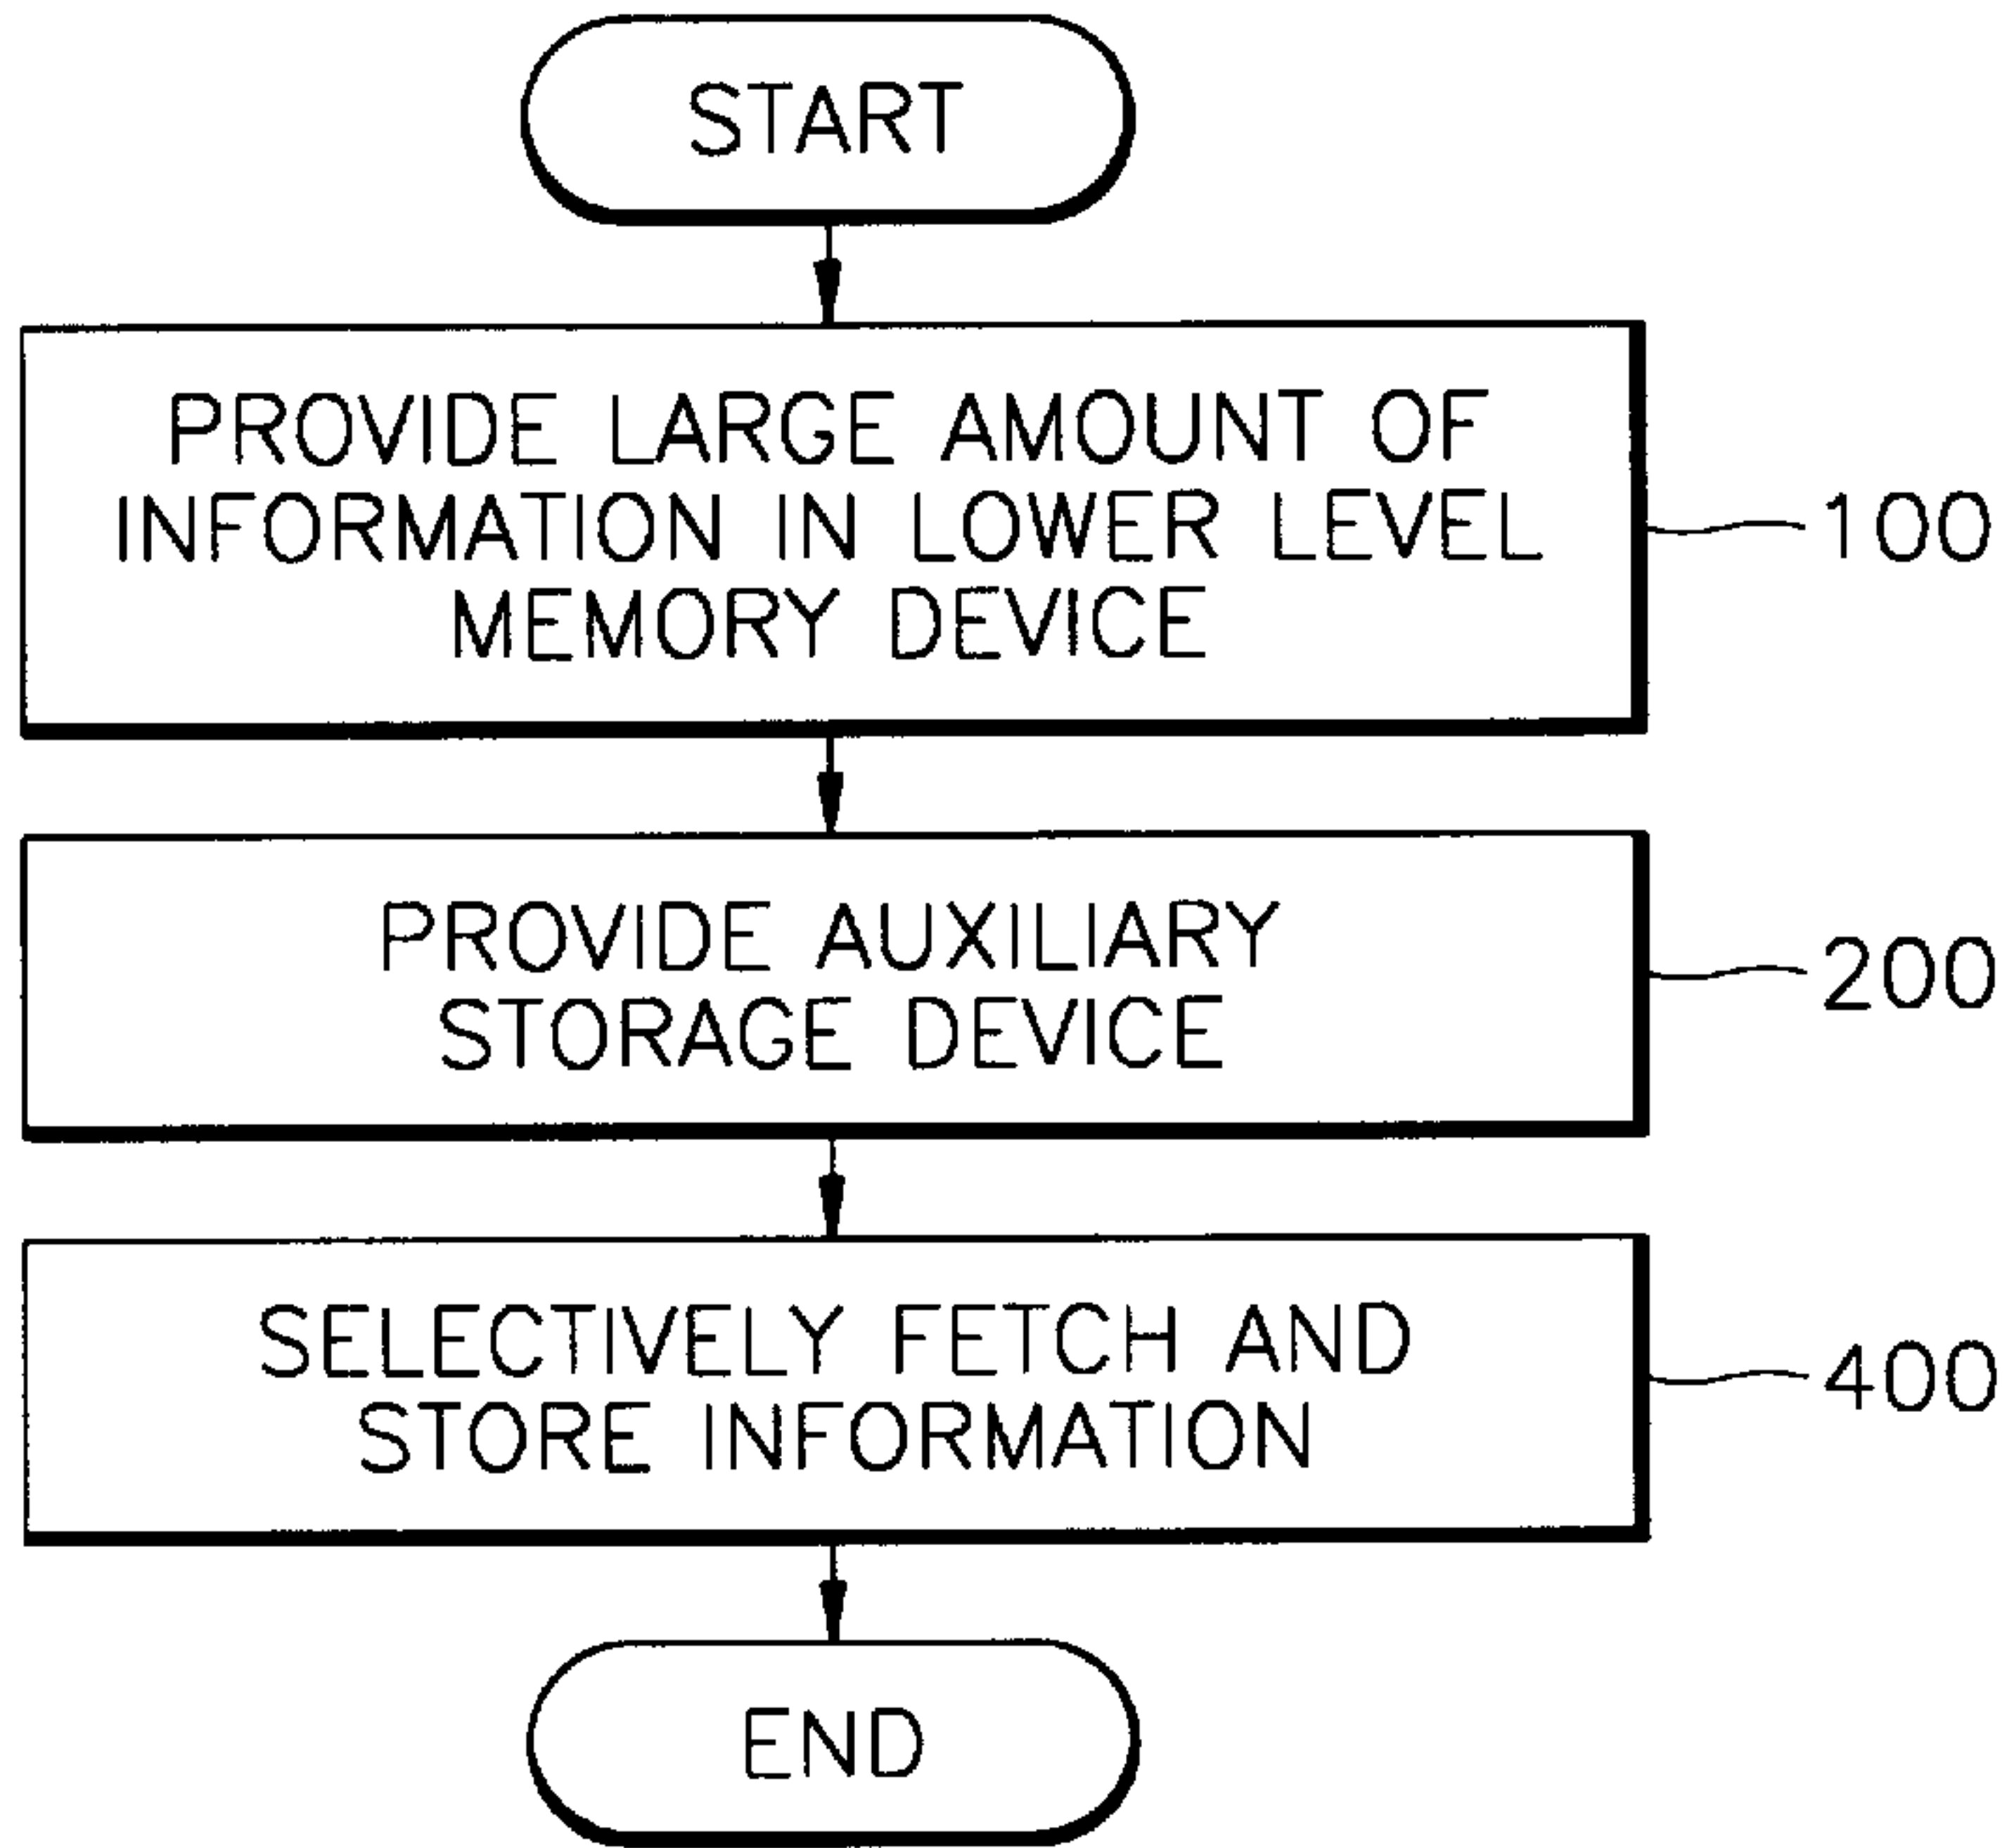 START
PROVIDE LARGE AMOUNT OF
INFORMATION IN LOWER LEVEL
MEMORY DEVICE
100
PROVIDE AUXILIARY
STORAGE DEVICE
200
SELECTIVELY FETCH AND
STORE INFORMATION
400
END